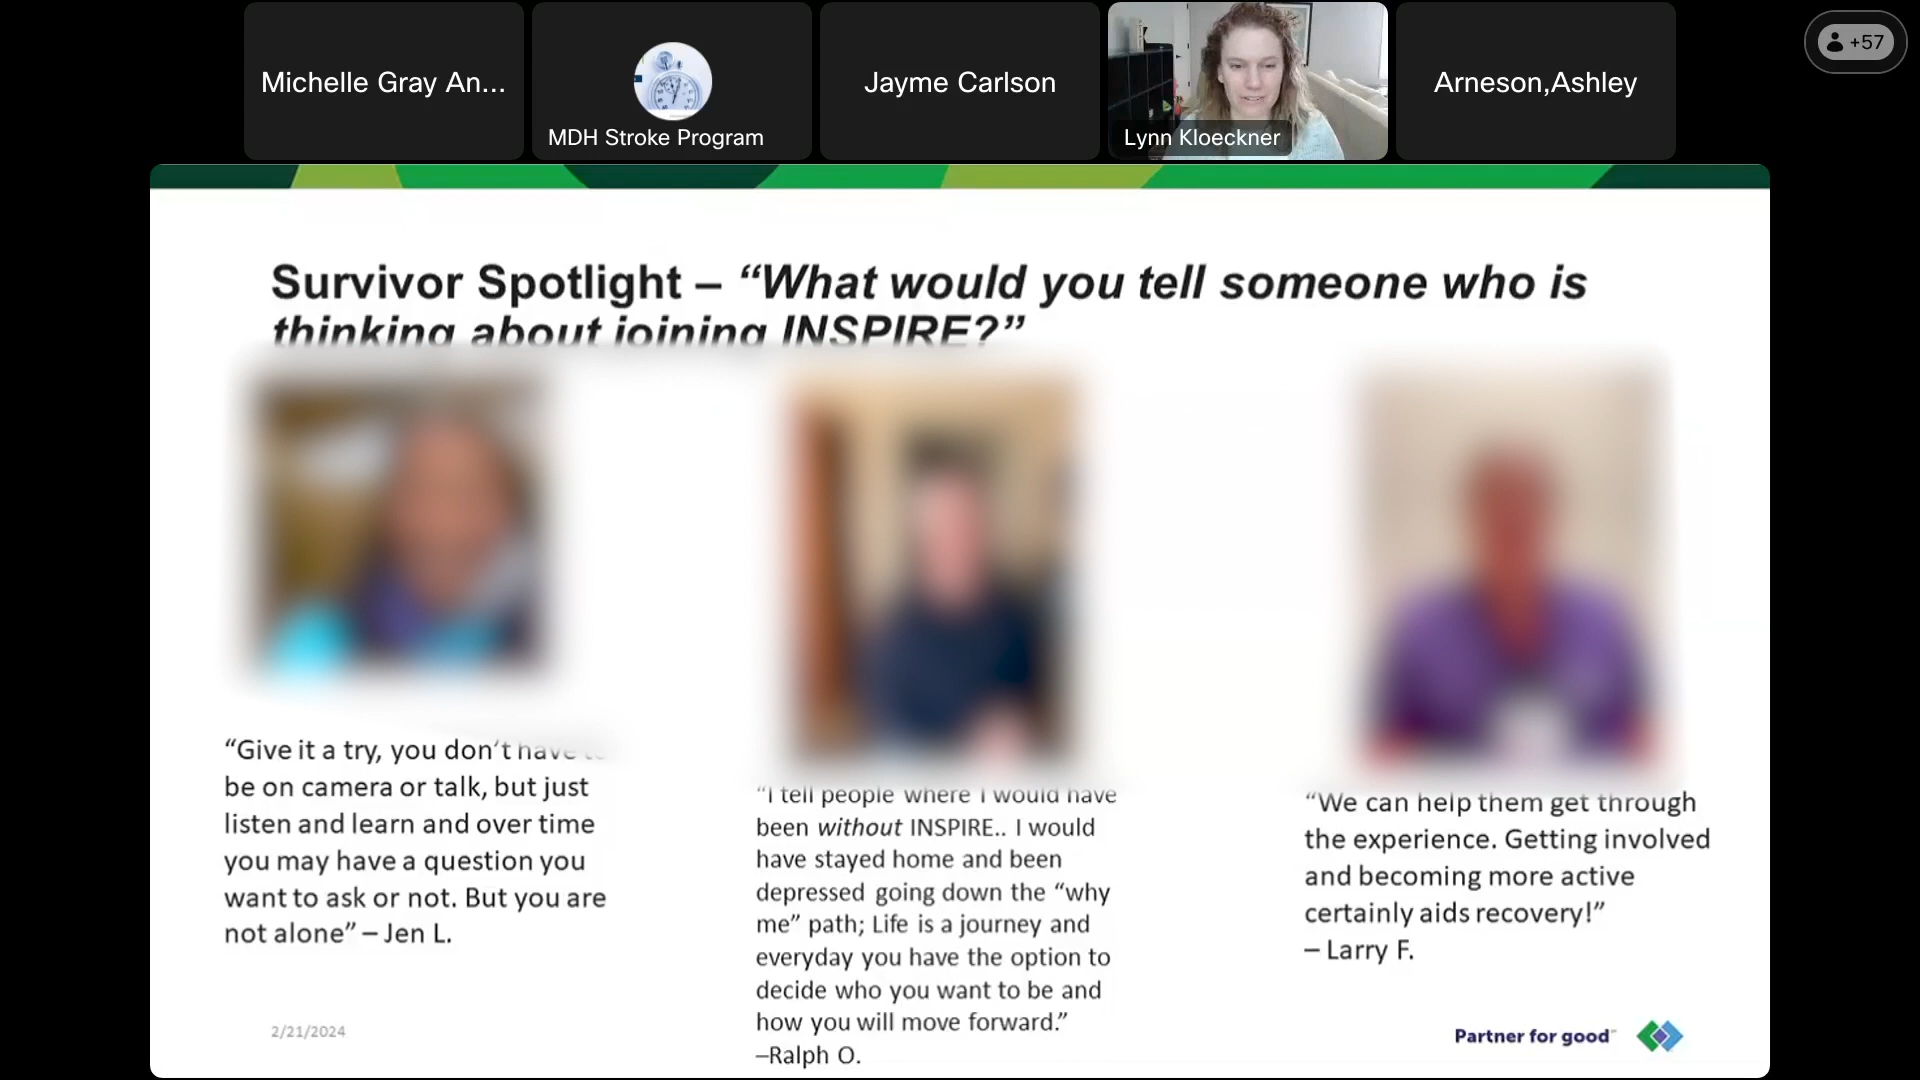 Michelle Gray An...
MDH Stroke Program
Jayme Carlson
Lynn Kloeckner
Arneson,Ashley
+57
Survivor Spotlight – “What would you tell someone who is
thinking about joining INSPIRE?”
“Give it a try, you don’t have to
be on camera or talk, but just
listen and learn and over time
you may have a question you
want to ask or not. But you are
not alone” – Jen L.
“I tell people where I would have
been without INSPIRE.. I would
have stayed home and been
depressed going down the “why
me” path; Life is a journey and
everyday you have the option to
decide who you want to be and
how you will move forward.”
–Ralph O.
“We can help them get through
the experience. Getting involved
and becoming more active
certainly aids recovery!”
– Larry F.
2/21/2024
Partner for good